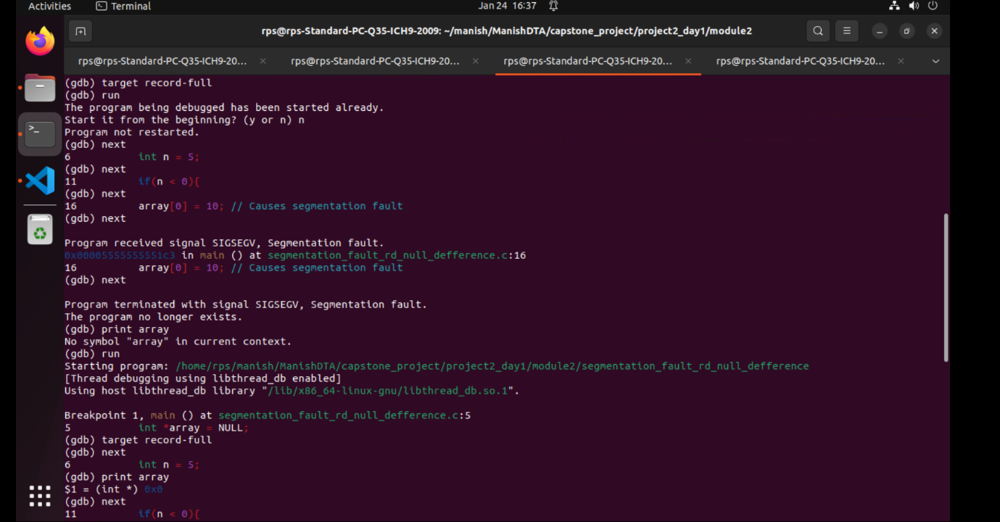 Activities
Terminal
Jan 24 16:37
rps@rps-Standard-PC-Q35-ICH9-2009: ~/manish/ManishDTA/capstone_project/project2_day1/module2
rps@rps-Standard-PC-Q35-ICH9-20...
rps@rps-Standard-PC-Q35-ICH9-20...
rps@rps-Standard-PC-Q35-ICH9-20...
rps@rps-Standard-PC-Q35-ICH9-20...
(gdb) target record-full
(gdb) run
The program being debugged has been started already.
Start it from the beginning? (y or n) n
Program not restarted.
(gdb) next
6 int n = 5;
(gdb) next
11 if(n < 0){
(gdb) next
16 array[0] = 10; // Causes segmentation fault
(gdb) next
Program received signal SIGSEGV, Segmentation fault.
0x00005555555551c3 in main () at segmentation_fault_rd_null_defference.c:16
16 array[0] = 10; // Causes segmentation fault
(gdb) next
Program terminated with signal SIGSEGV, Segmentation fault.
The program no longer exists.
(gdb) print array
No symbol "array" in current context.
(gdb) run
Starting program: /home/rps/manish/ManishDTA/capstone_project/project2_day1/module2/segmentation_fault_rd_null_defference
[Thread debugging using libthread_db enabled]
Using host libthread_db library "/lib/x86_64-linux-gnu/libthread_db.so.1".
Breakpoint 1, main () at segmentation_fault_rd_null_defference.c:5
5 int *array = NULL;
(gdb) target record-full
(gdb) next
6 int n = 5;
(gdb) print array
$1 = (int *) 0x0
(gdb) next
11 if(n < 0){